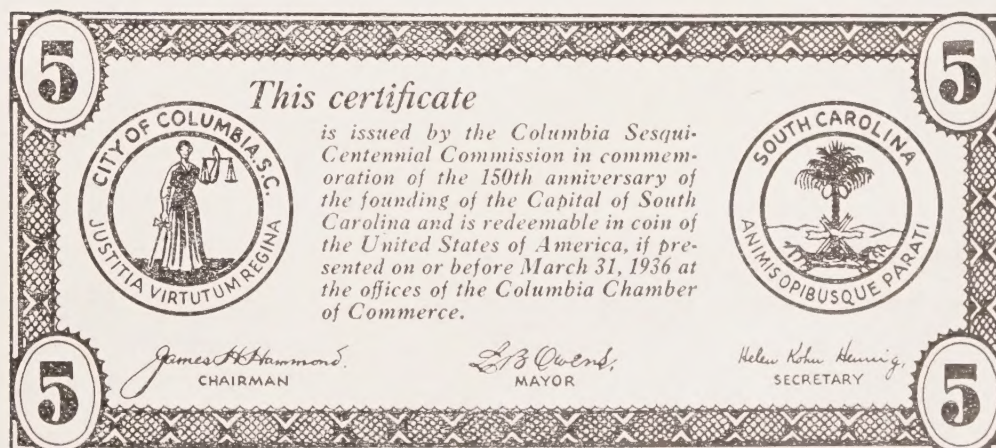 5
5
This certificate
CITY OF COLUMBIA, S.C.
JUSTITIA VIRTUTUM REGINA
is issued by the Columbia Sesqui-
Centennial Commission in commem-
oration of the 150th anniversary of
the founding of the Capital of South
Carolina and is redeemable in coin of
the United States of America, if pre-
sented on or before March 31, 1936 at
the offices of the Columbia Chamber
of Commerce.
SOUTH CAROLINA
ANIMIS OPIBUSQUE PARATI
James H. Hammond.
CHAIRMAN
L B Owens.
MAYOR
Helen Kohn Hennig,
SECRETARY
5
5